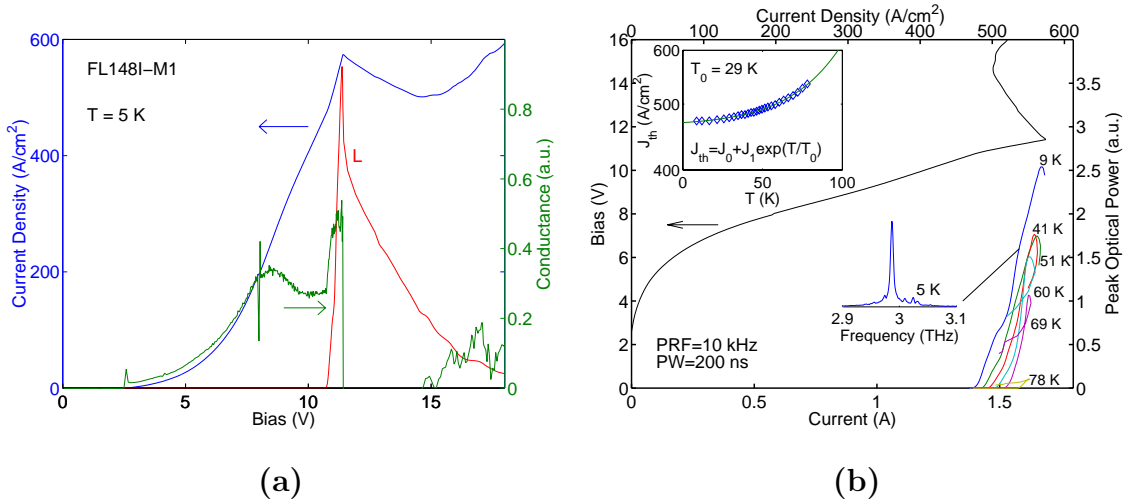 FL148I–M1
T = 5 K
L
600
400
200
0
Current Density (A/cm²)
0
5
10
15
Bias (V)
0.8
0.6
0.4
0.2
0
Conductance (a.u.)
(a)
Current Density (A/cm²)
0 100 200 300 400 500 600
16
14
12
10
8
6
4
2
0
Bias (V)
600
500
400
J_th (A/cm²)
T₀ = 29 K
J_th=J₀+J₁exp(T/T₀)
0 50 100
T (K)
9 K
41 K
51 K
60 K
69 K
78 K
5 K
2.9 3 3.1
Frequency (THz)
PRF=10 kHz
PW=200 ns
0 0.5 1 1.5
Current (A)
3.5
3
2.5
2
1.5
1
0.5
0
Peak Optical Power (a.u.)
(b)